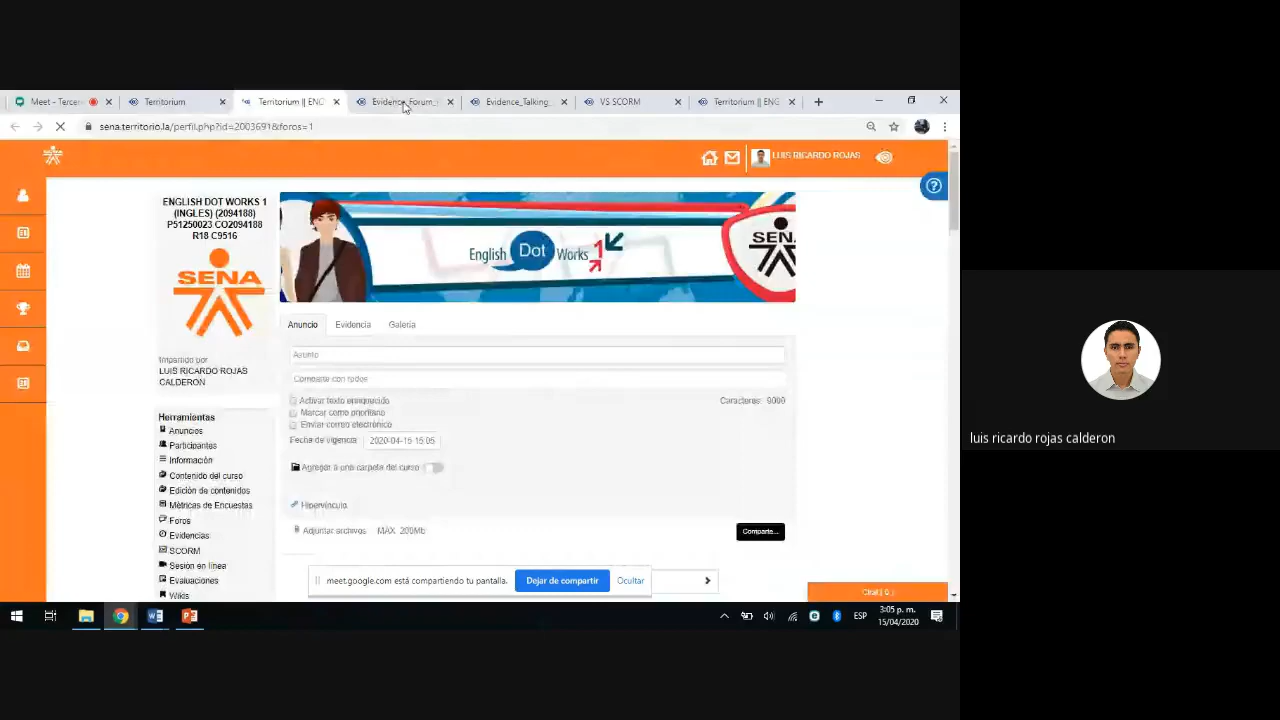 Meet - Tercer
Territorium
Territorium || ENG
Evidence_Forum_
Evidence_Talking_
VS SCORM
Territorium || ENG
sena.territorio.la/perfil.php?id=2003691&foros=1
LUIS RICARDO ROJAS
ENGLISH DOT WORKS 1
(INGLES) (2094188)
P51250023 CO2094188
R18 C9516
SENA
English Dot Works 1
SENA
Impartido por
LUIS RICARDO ROJAS
CALDERON
Anuncio
Evidencia
Galeria
Asunto
Comparte con todos
Activar texto enriquecido
Caracteres: 9000
Marcar como prioritario
Enviar correo electrónico
Fecha de vigencia:
2020-04-15 15:05
Agregar a una carpeta del curso
Hipervínculo
Adjuntar archivos MAX. 200Mb
Comparte...
Herramientas
Anuncios
Participantes
Información
Contenido del curso
Edición de contenidos
Métricas de Encuestas
Foros
Evidencias
SCORM
Sesión en línea
Evaluaciones
Wikis
meet.google.com está compartiendo tu pantalla.
Dejar de compartir
Ocultar
Chat ( 0 )
ESP
3:05 p. m.
15/04/2020
luis ricardo rojas calderon